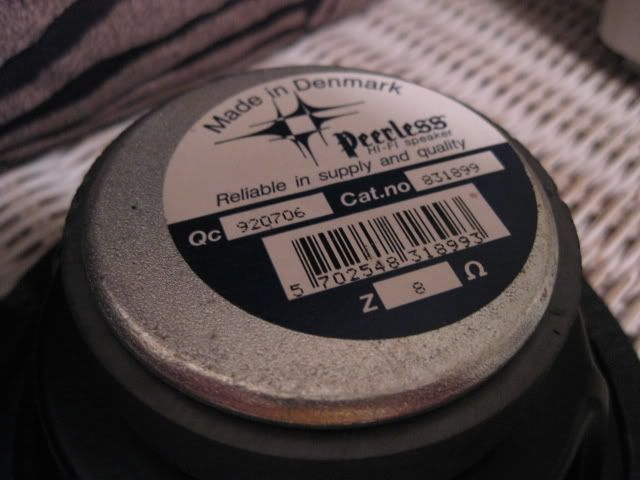 Made in Denmark
Peerless
HI-FI speaker
Reliable in supply and quality
Qc 920706 Cat.no 831899
5 702548 318993
Z 8 Ω